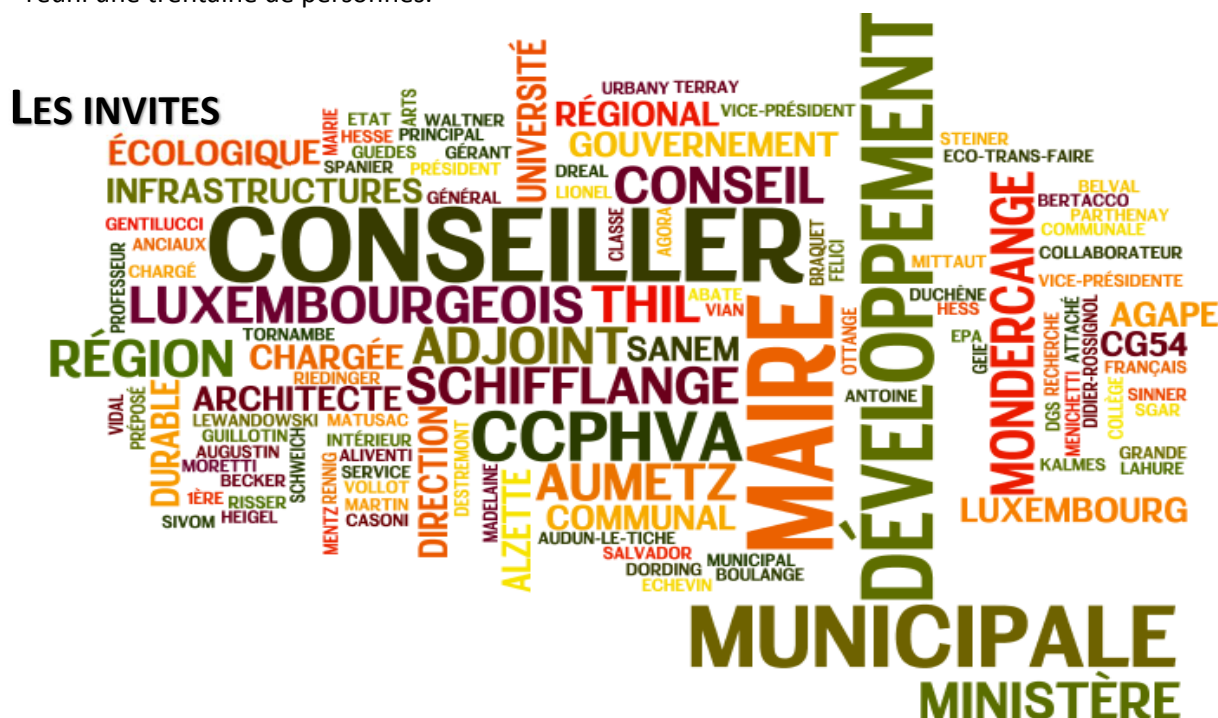 réuni une trentaine de personnes.
LES INVITES
URBANY TERRAY
UNIVERSITÉ
RÉGIONAL
VICE-PRÉSIDENT
DÉVELOPPEMENT
ARTS
ETAT
WALTNER
MAIRIE
HESSE
PRINCIPAL
GOUVERNEMENT
STEINER
ÉCOLOGIQUE
GUEDES
GÉRANT
ECO-TRANS-FAIRE
SPANIER
PRÉSIDENT
DREAL
CONSEIL
INFRASTRUCTURES
GÉNÉRAL
LIONEL
BELVAL
BERTACCO
MONDERCANGE
PARTHENAY
COMMUNALE
GENTILUCCI
CONSEILLER
CLASSE
AGORA
BRAQUET
FELICI
ANCIAUX
PROFESSEUR
COLLABORATEUR
CHARGÉ
MITTAUT
VICE-PRÉSIDENTE
LUXEMBOURGEOIS
THIL
ABATE
VIAN
MAIRE
DUCHÊNE
HESS
AGAPE
TORNAMBE
ADJOINT
SANEM
OTTANGE
EPA
GEIE
RECHERCHE
ATTACHÉ
DIDIER-ROSSIGNOL
CG54
RÉGION
CHARGÉE
RIEDINGER
FRANÇAIS
VIDAL
PRÉPOSÉ
DURABLE
ARCHITECTE
SCHIFFLANGE
ANTOINE
DGS
MENICHETTI
COLLÈGE
SINNER
SGAR
LEWANDOWSKI
MATUSAC
DIRECTION
DESTREMONT
CCPHVA
GUILLOTIN
SCHWEICH
INTÉRIEUR
AUGUSTIN
ALIVENTI
MORETTI
SERVICE
BECKER
MENTZ
RENNIG
VOLLOT
MADELAINE
ALZETTE
AUMETZ
KALMES
GRANDE
LAHURE
1ÈRE
RISSER
MARTIN
SIVOM
HEIGEL
CASONI
COMMUNAL
LUXEMBOURG
AUDUN-LE-TICHE
SALVADOR
MUNICIPAL
DORDING
BOULANGE
ECHEVIN
MUNICIPALE
MINISTÈRE